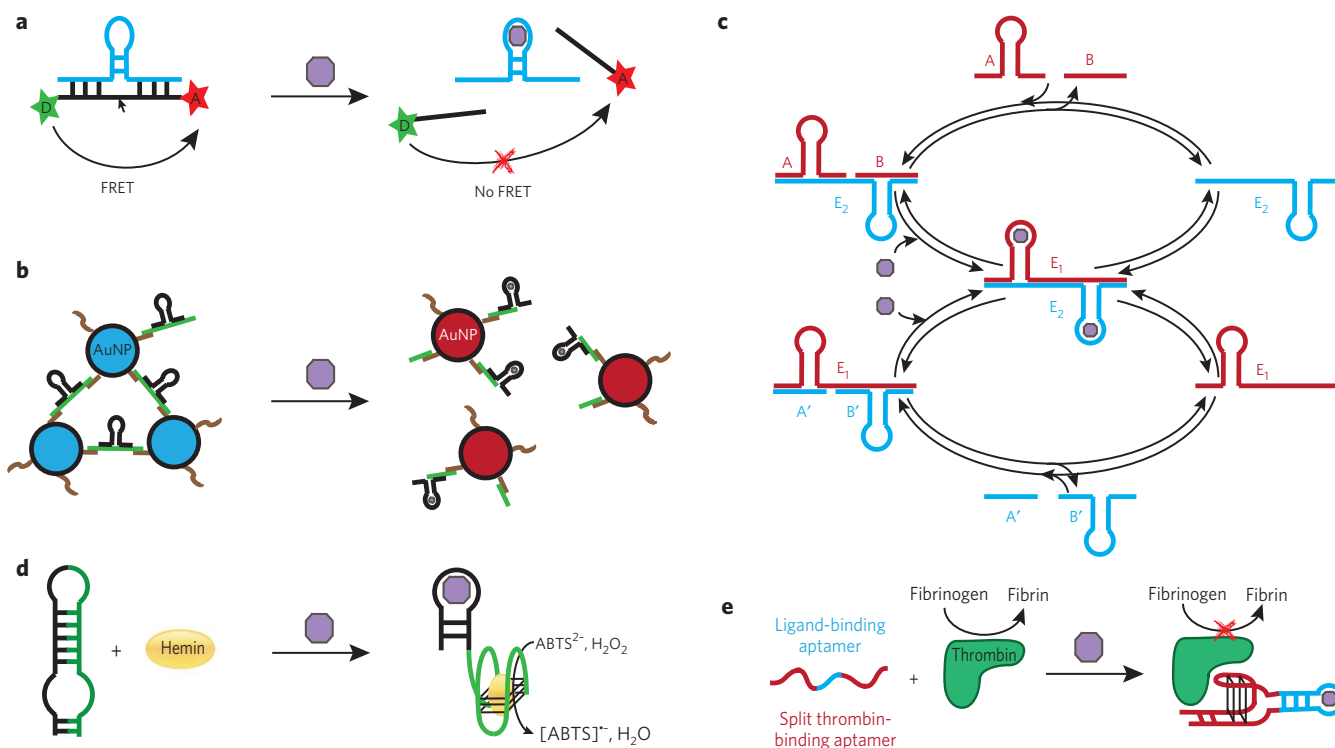 a
D
A
FRET
A
D
No FRET
b
AuNP
AuNP
c
A
B
A
B
E₂
E₂
E₁
E₂
E₁
A′
B′
E₁
A′
B′
d
+
Hemin
ABTS²⁻, H₂O₂
[ABTS]•⁻, H₂O
e
Ligand-binding
aptamer
+
Split thrombin-
binding aptamer
Fibrinogen
Fibrin
Thrombin
Fibrinogen
Fibrin